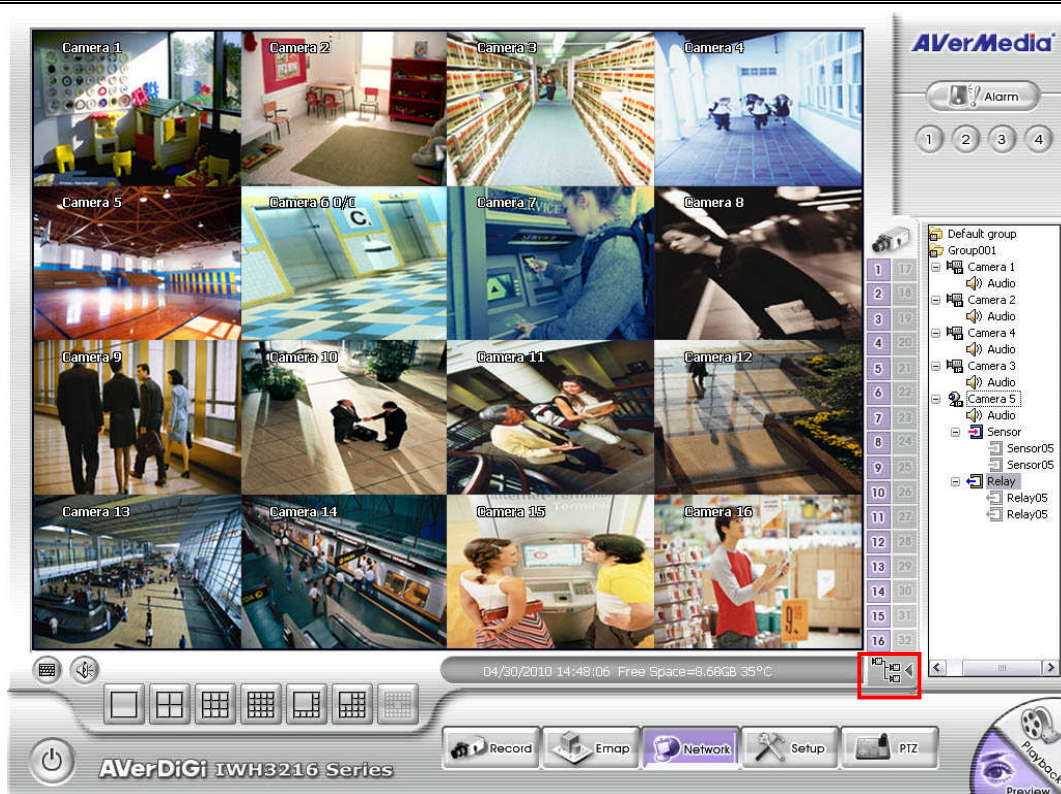 Camera 1
Camera 2
Camera 3
Camera 4
Camera 5
Camera 6 O/C
C.
Camera 7
SERVICE
Camera 8
Camera 9
Camera 10
Camera 11
Camera 12
Camera 13
Camera 14
Camera 15
Internet-Terminal
Camera 16
AVerMedia
Alarm
1 2 3 4
1 17
2 18
3 19
4 20
5 21
6 22
7 23
8 24
9 25
10 26
11 27
12 28
13 29
14 30
15 31
16 32
Default group
Group001
Camera 1
Audio
Camera 2
Audio
Camera 4
Audio
Camera 3
Audio
Camera 5
Audio
Sensor
Sensor05
Sensor05
Relay
Relay05
Relay05
04/30/2010 14:48:06 Free Space=8.68GB 35°C
Record
Emap
Network
Setup
PTZ
Playback
Preview
AVerDiGi IWH3216 Series